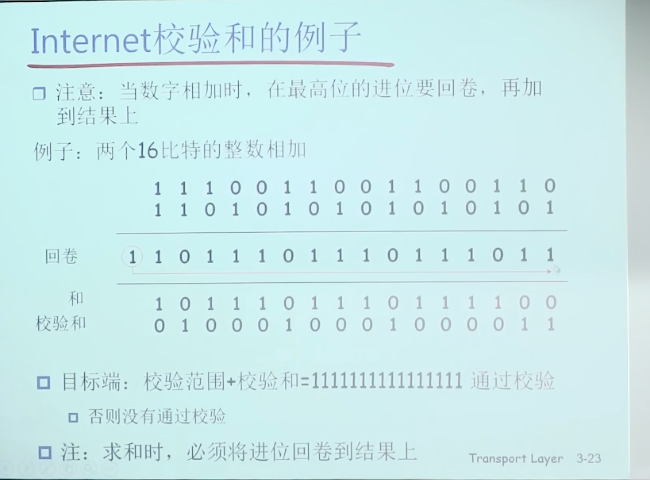 Internet校验和的例子
注意：当数字相加时，在最高位的进位要回卷，再加
到结果上
例子：两个16比特的整数相加
1 1 1 0 0 1 1 0 0 1 1 0 0 1 1 0
1 1 0 1 0 1 0 1 0 1 0 1 0 1 0 1
回卷 1 1 0 1 1 1 0 1 1 1 0 1 1 1 0 1 1
和 1 0 1 1 1 0 1 1 1 0 1 1 1 1 0 0
校验和 0 1 0 0 0 1 0 0 0 1 0 0 0 0 1 1
目标端：校验范围+校验和=1111111111111111 通过校验
否则没有通过校验
注：求和时，必须将进位回卷到结果上
Transport Layer 3-23